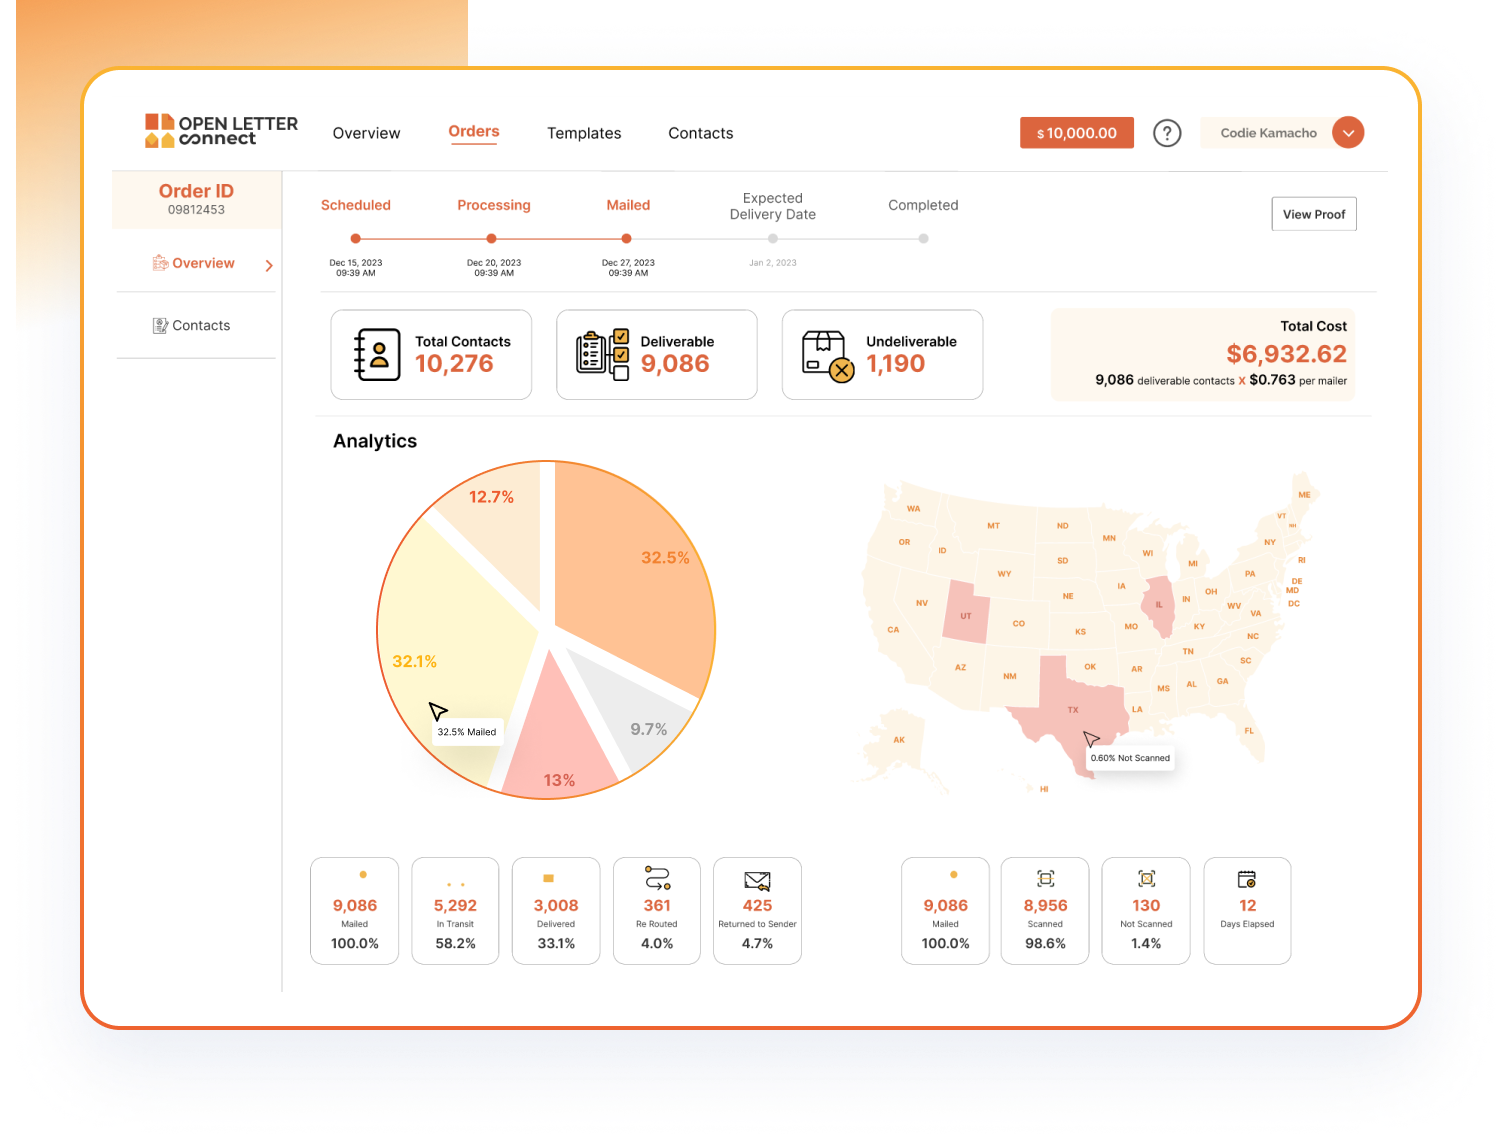 OPEN LETTER
connect
Overview
Orders
Templates
Contacts
$ 10,000.00
?
Codie Kamacho
Order ID
09812453
Overview
Contacts
Scheduled
Processing
Mailed
Expected
Delivery Date
Completed
View Proof
Dec 15, 2023
09:39 AM
Dec 20, 2023
09:39 AM
Dec 27, 2023
09:39 AM
Jan 2, 2023
Total Contacts
10,276
Deliverable
9,086
Undeliverable
1,190
Total Cost
$6,932.62
9,086 deliverable contacts X $0.763 per mailer
Analytics
12.7%
32.5%
32.1%
9.7%
13%
32.5% Mailed
WA
MT
ND
MN
ME
VT
NH
OR
ID
WY
SD
WI
MI
NY
RI
NV
UT
CO
NE
IA
IL
IN
OH
PA
DE
MD
DC
WV
VA
CA
KS
MO
KY
NC
AZ
NM
OK
AR
TN
SC
TX
LA
MS
AL
GA
FL
AK
HI
0.60% Not Scanned
9,086
Mailed
100.0%
5,292
In Transit
58.2%
3,008
Delivered
33.1%
361
Re Routed
4.0%
425
Returned to Sender
4.7%
9,086
Mailed
100.0%
8,956
Scanned
98.6%
130
Not Scanned
1.4%
12
Days Elapsed